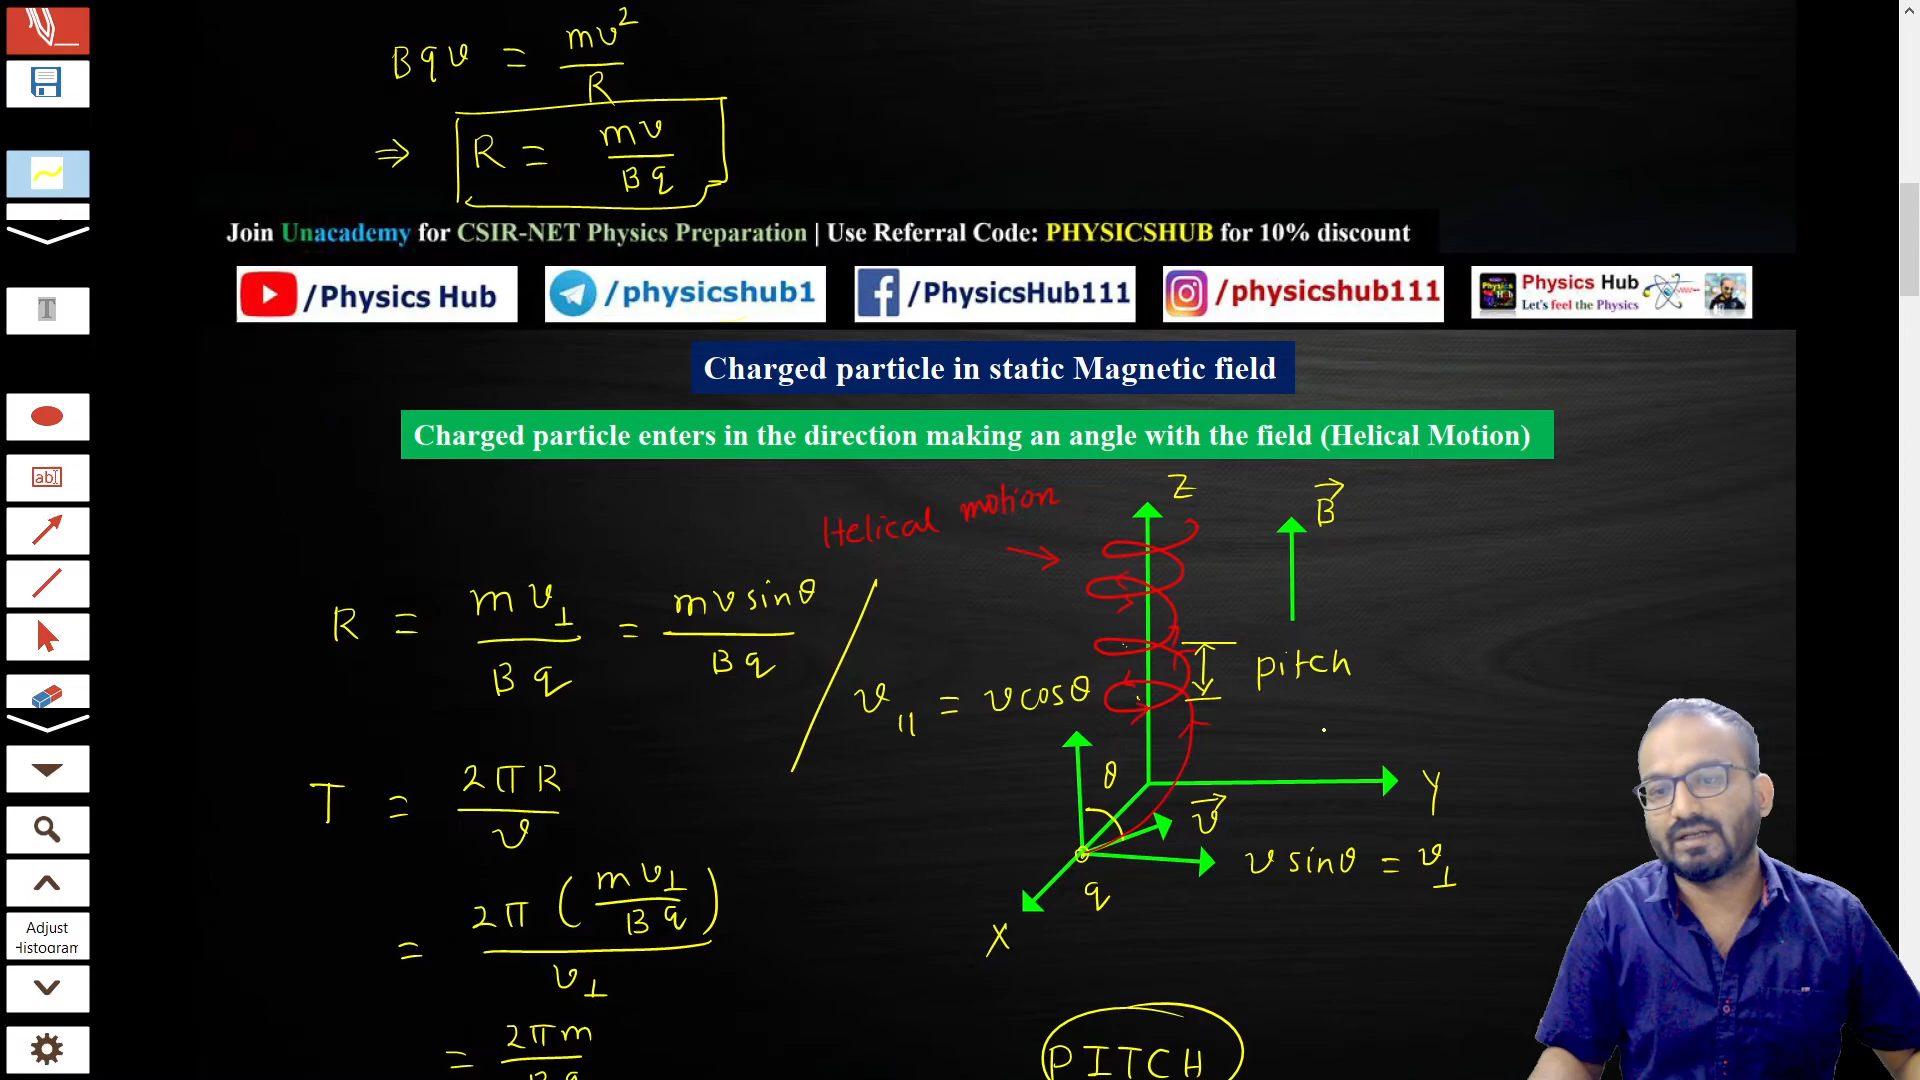 Bqv = mv²/R
⇒ R = mv/Bq
Join Unacademy for CSIR-NET Physics Preparation | Use Referral Code: PHYSICSHUB for 10% discount
/Physics Hub
/physicshub1
/PhysicsHub111
/physicshub111
Physics Hub
Let's feel the Physics
Charged particle in static Magnetic field
Charged particle enters in the direction making an angle with the field (Helical Motion)
Helical motion
Z
B⃗
R = mv⊥/Bq = mv sinθ/Bq
v∥ = v cosθ
pitch
θ
Y
v⃗
v sinθ = v⊥
q
X
T = 2πR/v
= 2π(mv⊥/Bq)/v⊥
= 2πm/Bq
PITCH
T
abI
Adjust
Histogram